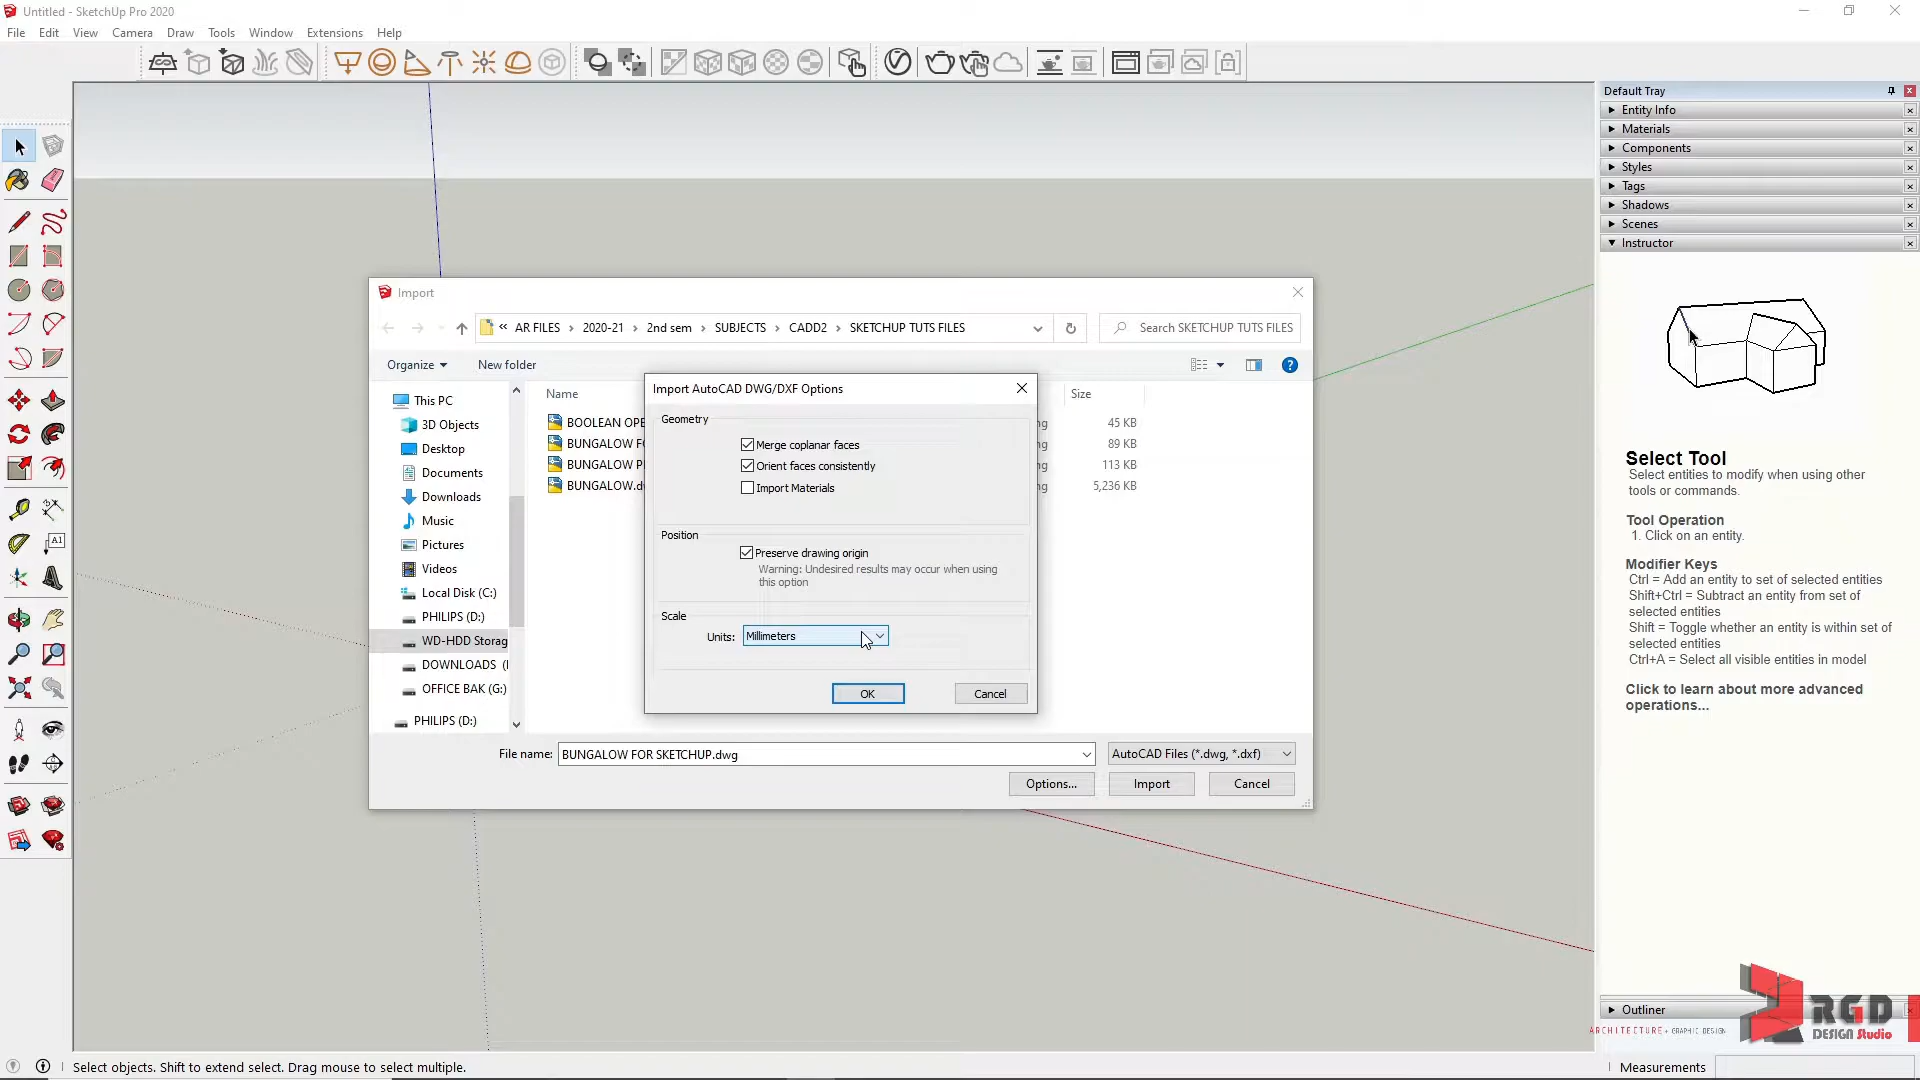 Untitled - SketchUp Pro 2020
File Edit View Camera Draw Tools Window Extensions Help
Default Tray
Entity Info
Materials
Components
Styles
Tags
Shadows
Scenes
Instructor
Select Tool
Select entities to modify when using other
tools or commands.
Tool Operation
1. Click on an entity.
Modifier Keys
Ctrl = Add an entity to set of selected entities
Shift+Ctrl = Subtract an entity from set of
selected entities
Shift = Toggle whether an entity is within set of
selected entities
Ctrl+A = Select all visible entities in model
Click to learn about more advanced
operations...
Outliner
RGD
DESIGN Studio
ARCHITECTURE + GRAPHIC DESIGN
Import
« AR FILES › 2020-21 › 2nd sem › SUBJECTS › CADD2 › SKETCHUP TUTS FILES
Search SKETCHUP TUTS FILES
Organize New folder
This PC
3D Objects
Desktop
Documents
Downloads
Music
Pictures
Videos
Local Disk (C:)
PHILIPS (D:)
WD-HDD Storag
DOWNLOADS (
OFFICE BAK (G:)
PHILIPS (D:)
Name Size
BOOLEAN OPE ng 45 KB
BUNGALOW FO ng 89 KB
BUNGALOW P ng 113 KB
BUNGALOW.d ng 5,236 KB
Import AutoCAD DWG/DXF Options
Geometry
Merge coplanar faces
Orient faces consistently
Import Materials
Position
Preserve drawing origin
Warning: Undesired results may occur when using
this option
Scale
Units: Millimeters
OK Cancel
File name: BUNGALOW FOR SKETCHUP.dwg AutoCAD Files (*.dwg, *.dxf)
Options... Import Cancel
A1
Select objects. Shift to extend select. Drag mouse to select multiple.
Measurements